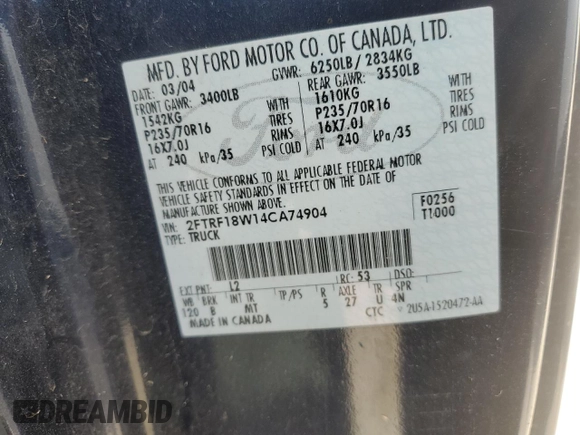 MFD. BY FORD MOTOR CO. OF CANADA, LTD.
DATE: 03/04 GVWR: 6250LB/ 2834KG
FRONT GAWR: 3400LB REAR GAWR: 3550LB
1542KG WITH 1610KG WITH
P235/70R16 TIRES P235/70R16 TIRES
16X7.0J RIMS 16X7.0J RIMS
AT 240 kPa/35 PSI COLD AT 240 kPa/35 PSI COLD
THIS VEHICLE CONFORMS TO ALL APPLICABLE FEDERAL MOTOR
VEHICLE SAFETY STANDARDS IN EFFECT ON THE DATE OF
MANUFACTURE SHOWN ABOVE.
VIN: 2FTRF18W14CA74904 F0256
TYPE: TRUCK T1000
EXT PNT: L2 RC: 53 DSO:
WB BRK INT TR TP/PS R AXLE TR SPR
120 B MT 5 27 U 4N
MADE IN CANADA CTC 2U5A-1520472-AA
Ford
DREAMBID